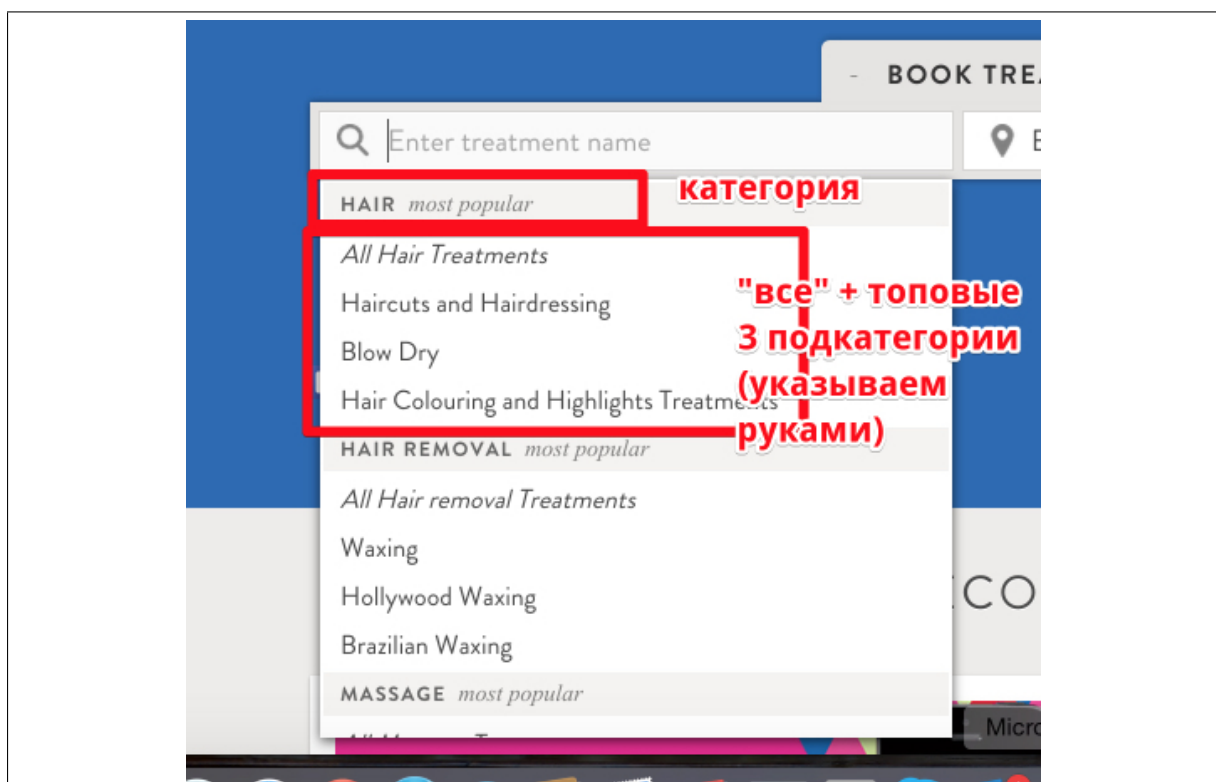 - BOOK TRE
Enter treatment name
HAIR most popular
категория
All Hair Treatments
Haircuts and Hairdressing
"все" + топовые
Blow Dry
3 подкатегории
Hair Colouring and Highlights Treatments
(указываем
руками)
HAIR REMOVAL most popular
All Hair removal Treatments
Waxing
Hollywood Waxing
ECO
Brazilian Waxing
MASSAGE most popular
Micro